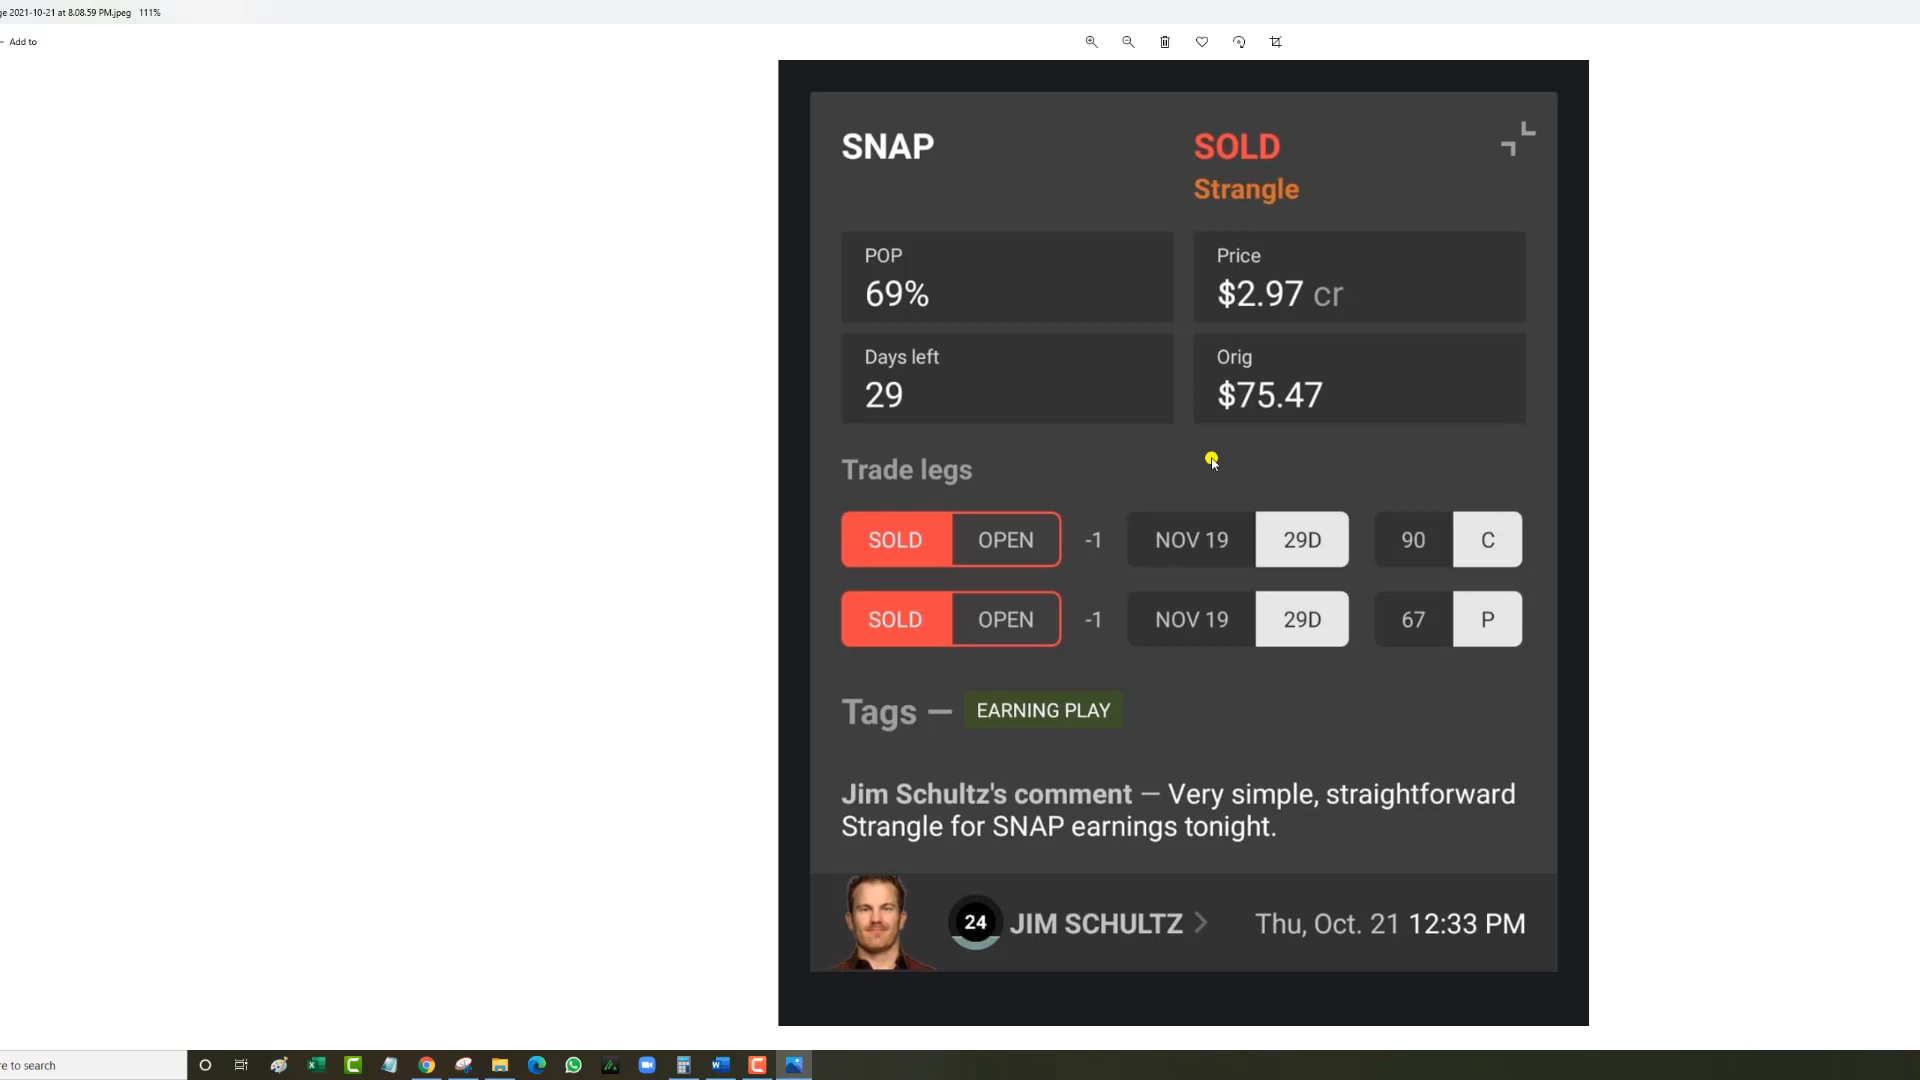 ge 2021-10-21 at 8.08.59 PM.jpeg 111%
Add to
SNAP SOLD
Strangle
POP Price
69% $2.97 cr
Days left Orig
29 $75.47
Trade legs
SOLD OPEN -1 NOV 19 29D 90 C
SOLD OPEN -1 NOV 19 29D 67 P
Tags — EARNING PLAY
Jim Schultz's comment — Very simple, straightforward
Strangle for SNAP earnings tonight.
24 JIM SCHULTZ Thu, Oct. 21 12:33 PM
re to search